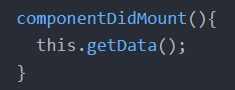 componentDidMount(){
  this.getData();
}